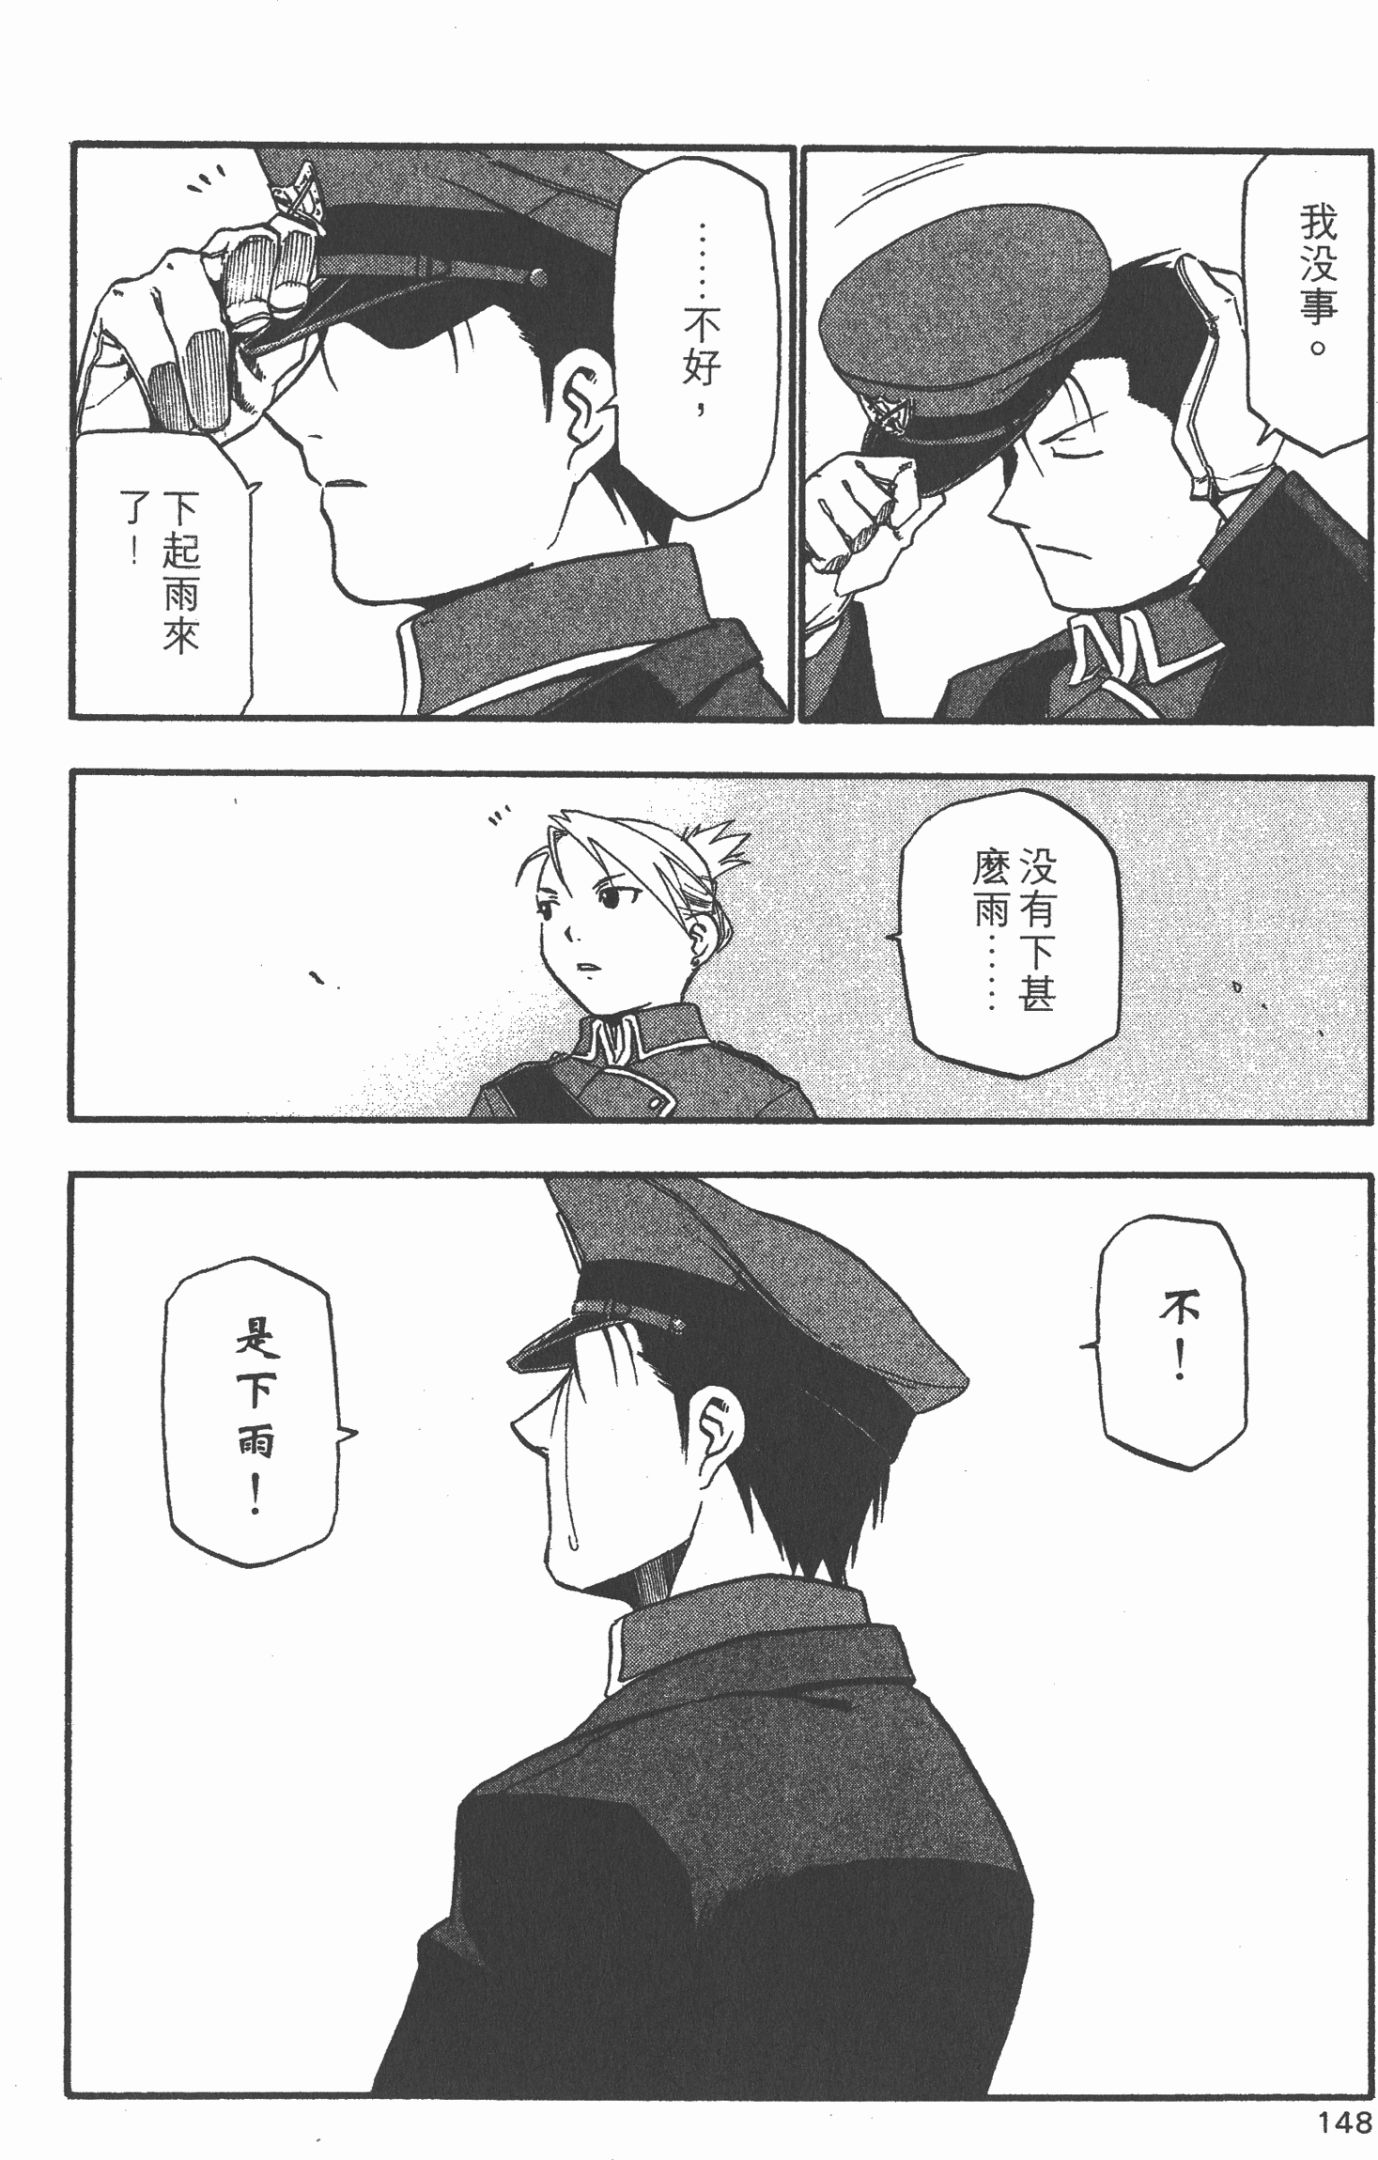 我没事。
……不好，
下起雨來
了！
没有下甚
麽雨……
不！
是下雨！
148